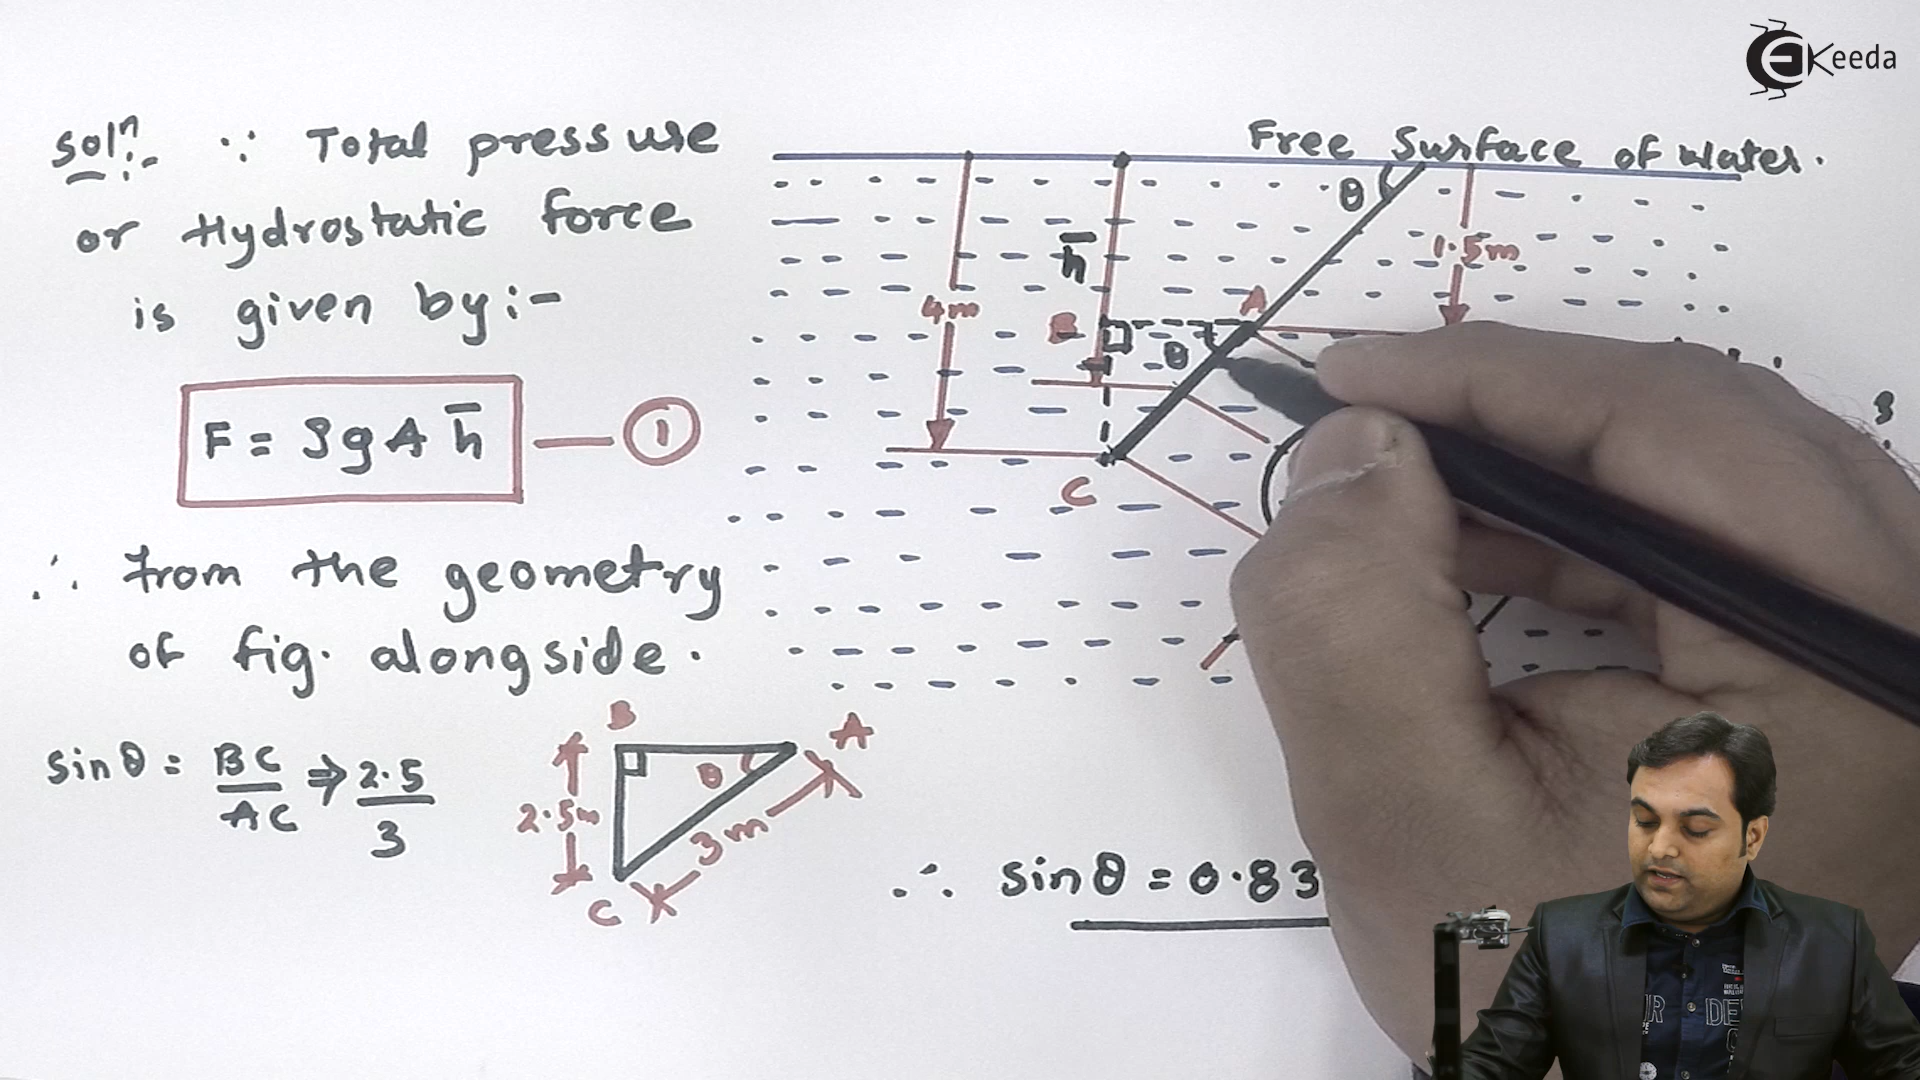 Keeda
Soln:- ∵ Total pressure
or Hydrostatic force
is given by:-
F = ρgA h̅ — ①
∴ from the geometry
of fig. alongside.
sinθ = BC/AC ⇒ 2.5/3
B
A
θ
2.5m
3m
C
∴ sinθ = 0.83
Free Surface of water.
θ
h̅
1.5m
4m
A
B
θ
C